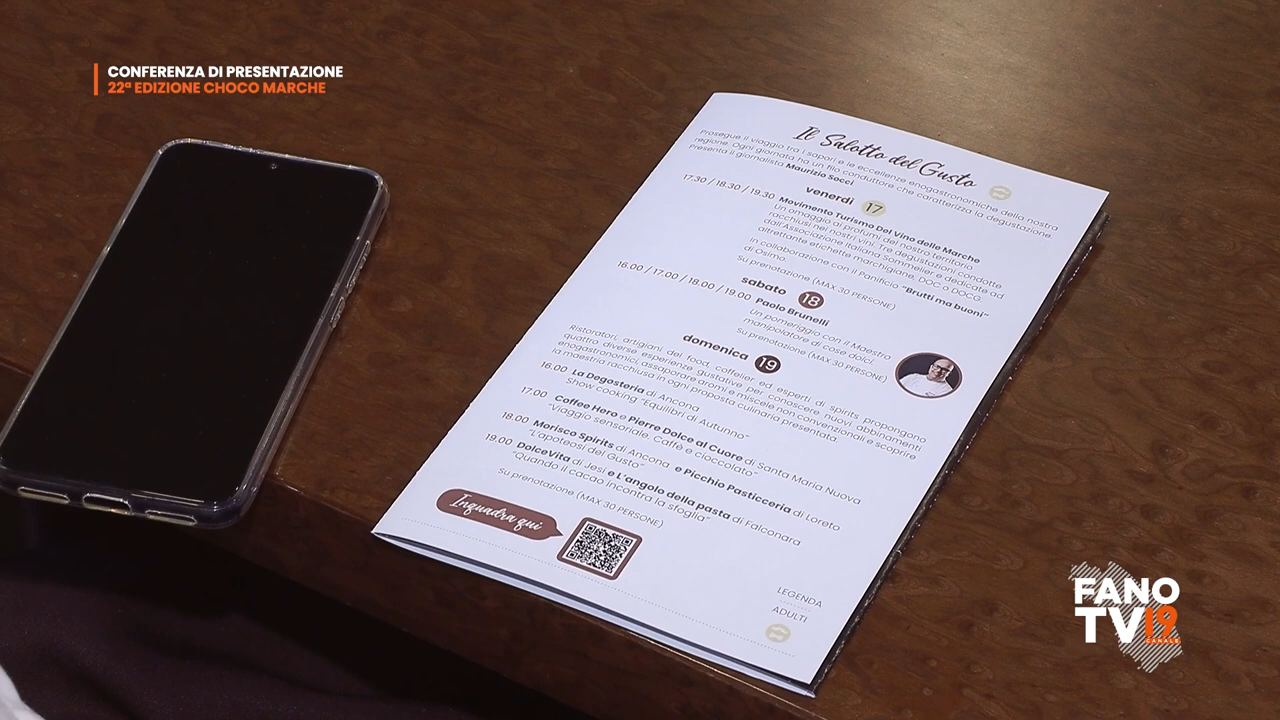 CONFERENZA DI PRESENTAZIONE
22ª EDIZIONE CHOCO MARCHE
Il Salotto del Gusto
Prosegue il viaggio tra i sapori e le eccellenze enogastronomiche della nostra
regione. Ogni giornata ha un filo conduttore che caratterizza la degustazione.
presenta il giornalista Maurizio Socci
venerdì 17
17.30 / 18.30 / 19.30 Movimento Turismo Del Vino delle Marche
Un omaggio ai profumi del nostro territorio
racchiusi nei nostri vini. Tre degustazioni condotte
dall'Associazione Italiana Sommelier e dedicate ad
altrettante etichette marchigiane, DOC o DOCG.
In collaborazione con il Panificio "Brutti ma buoni"
di Osimo.
Su prenotazione (MAX 30 PERSONE)
sabato 18
16.00 / 17.00 / 18.00 / 19.00 Paolo Brunelli
Un pomeriggio con il Maestro
manipolatore di cose dolci.
Su prenotazione (MAX 30 PERSONE)
domenica 19
Ristoratori, artigiani del food, caffelier ed esperti di spirits propongono
quattro diverse esperienze gustative per conoscere nuovi abbinamenti
enogastronomici, assaporare aromi e miscele non convenzionali e scoprire
la maestria racchiusa in ogni proposta culinaria presentata.
16.00 La Degosteria di Ancona
Show cooking "Equilibri di Autunno"
17.00 Coffee Hero e Pierre Dolce al Cuore di Santa Maria Nuova
"Viaggio sensoriale. Caffè e cioccolato"
18.00 Morisco Spirits di Ancona e Picchio Pasticceria di Loreto
"L'apoteosi del Gusto"
19.00 DolceVita di Jesi e L'angolo della pasta di Falconara
"Quando il cacao incontra la sfoglia"
Su prenotazione (MAX 30 PERSONE)
Inquadra qui
LEGENDA
ADULTI
FANO
TV 19
CANALE